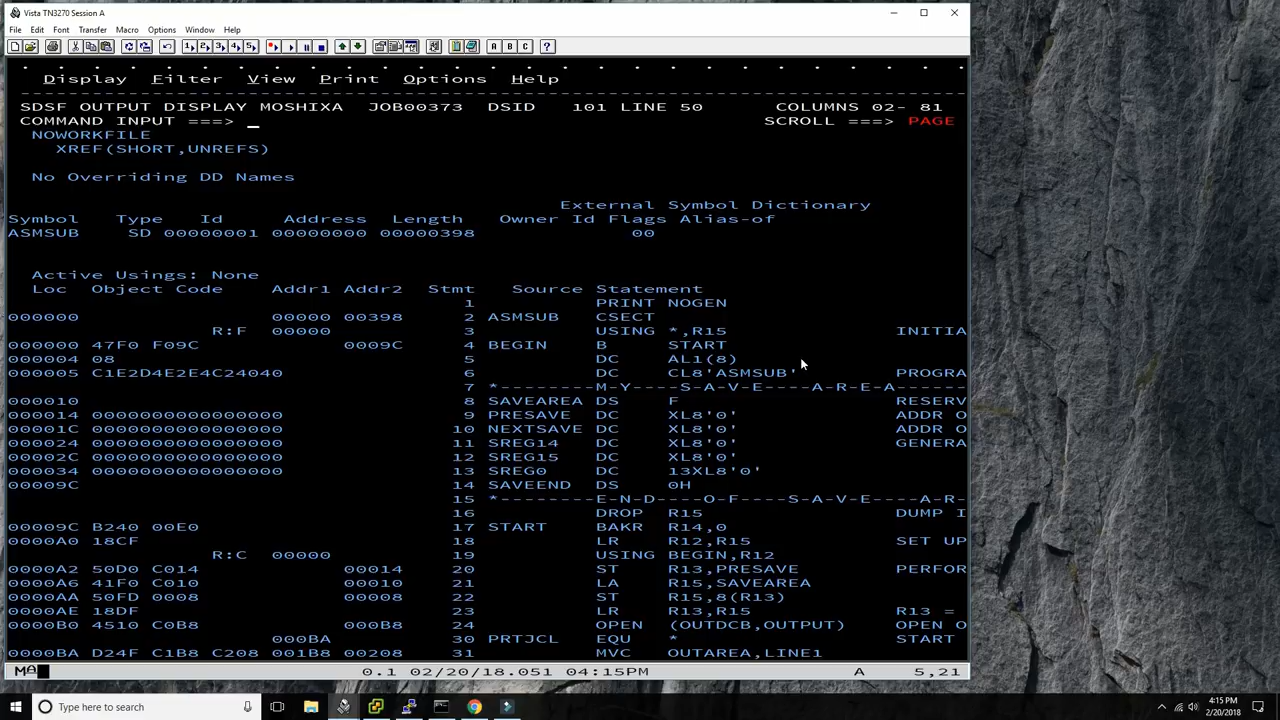 Vista TN3270 Session A
File Edit Font Transfer Macro Options Window Help
Display Filter View Print Options Help
SDSF OUTPUT DISPLAY MOSHIXA JOB00373 DSID 101 LINE 50 COLUMNS 02- 81
COMMAND INPUT ===> _ SCROLL ===> PAGE
NOWORKFILE
XREF(SHORT,UNREFS)
No Overriding DD Names
External Symbol Dictionary
Symbol Type Id Address Length Owner Id Flags Alias-of
ASMSUB SD 00000001 00000000 00000398 00
Active Usings: None
Loc Object Code Addr1 Addr2 Stmt Source Statement
1 PRINT NOGEN
000000 00000 00398 2 ASMSUB CSECT
R:F 00000 3 USING *,R15 INITIA
000000 47F0 F09C 0009C 4 BEGIN B START
000004 08 5 DC AL1(8)
000005 C1E2D4E2E4C24040 6 DC CL8'ASMSUB' PROGRA
7 *--------M-Y----S-A-V-E----A-R-E-A-------
000010 8 SAVEAREA DS F RESERV
000014 0000000000000000 9 PRESAVE DC XL8'0' ADDR O
00001C 0000000000000000 10 NEXTSAVE DC XL8'0' ADDR O
000024 0000000000000000 11 SREG14 DC XL8'0' GENERA
00002C 0000000000000000 12 SREG15 DC XL8'0'
000034 0000000000000000 13 SREG0 DC 13XL8'0'
00009C 14 SAVEEND DS 0H
15 *--------E-N-D----O-F----S-A-V-E----A-R-
16 DROP R15 DUMP I
00009C B240 00E0 17 START BAKR R14,0
0000A0 18CF 18 LR R12,R15 SET UP
R:C 00000 19 USING BEGIN,R12
0000A2 50D0 C014 00014 20 ST R13,PRESAVE PERFOR
0000A6 41F0 C010 00010 21 LA R15,SAVEAREA
0000AA 50FD 0008 00008 22 ST R15,8(R13)
0000AE 18DF 23 LR R13,R15 R13 =
0000B0 4510 C0B8 000B8 24 OPEN (OUTDCB,OUTPUT) OPEN O
000BA 30 PRTJCL EQU * START
0000BA D24F C1B8 C208 001B8 00208 31 MVC OUTAREA,LINE1
0.1 02/20/18.051 04:15PM A 5,21
Type here to search
4:15 PM
2/20/2018